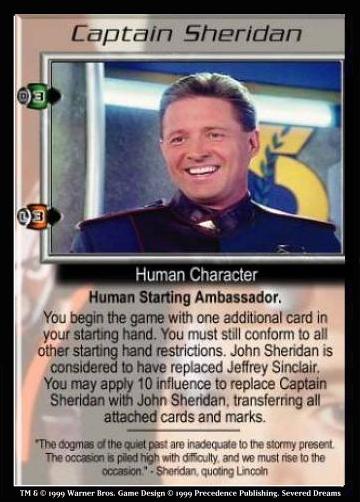 Captain Sheridan
3
3
Human Character
Human Starting Ambassador.
You begin the game with one additional card in
your starting hand. You must still conform to all
other starting hand restrictions. John Sheridan is
considered to have replaced Jeffrey Sinclair.
You may apply 10 influence to replace Captain
Sheridan with John Sheridan, transferring all
attached cards and marks.
"The dogmas of the quiet past are inadequate to the stormy present.
The occasion is piled high with difficulty, and we must rise to the
occasion." - Sheridan, quoting Lincoln
TM & © 1999 Warner Bros. Game Design © 1999 Precedence Publishing. Severed Dreams